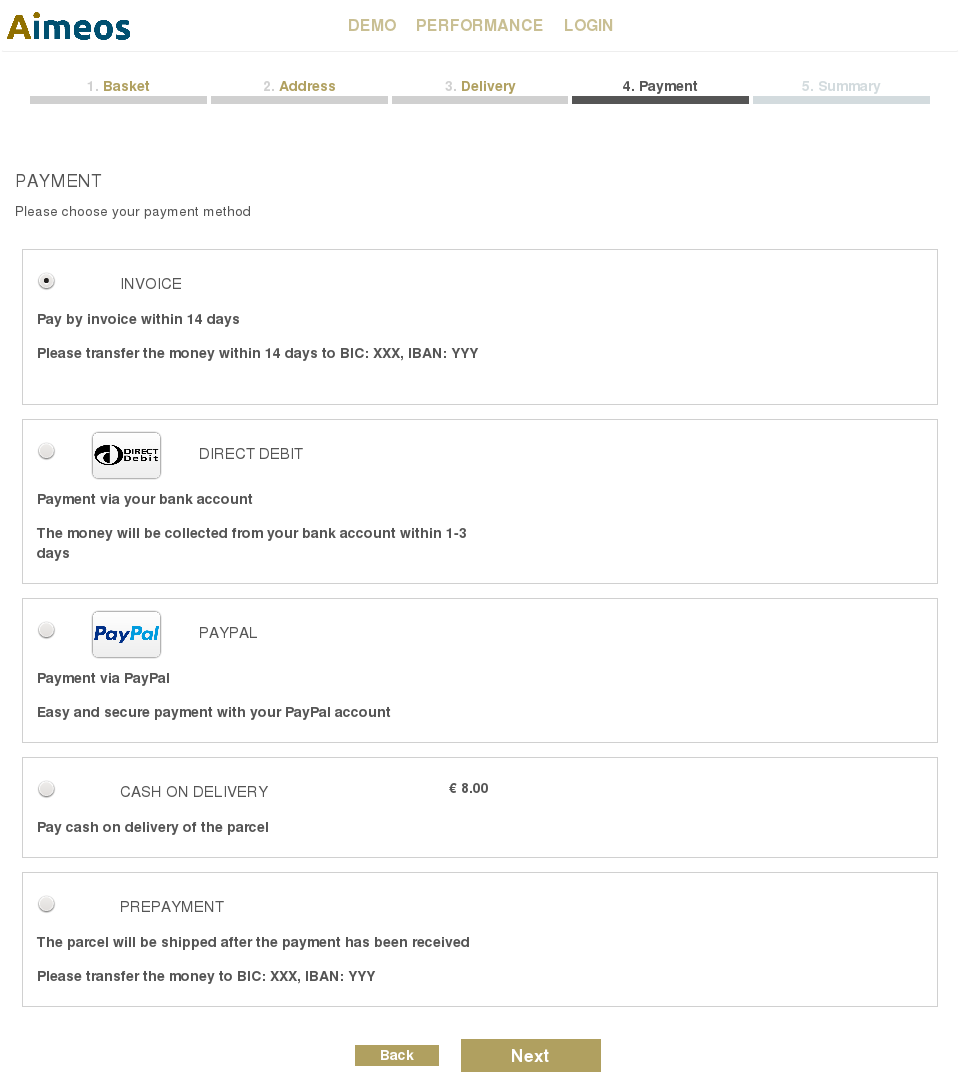 Aimeos
DEMO PERFORMANCE LOGIN
1. Basket 2. Address 3. Delivery 4. Payment 5. Summary
PAYMENT
Please choose your payment method
INVOICE
Pay by invoice within 14 days
Please transfer the money within 14 days to BIC: XXX, IBAN: YYY
DIRECT
Debit
DIRECT DEBIT
Payment via your bank account
The money will be collected from your bank account within 1-3
days
PayPal
PAYPAL
Payment via PayPal
Easy and secure payment with your PayPal account
CASH ON DELIVERY € 8.00
Pay cash on delivery of the parcel
PREPAYMENT
The parcel will be shipped after the payment has been received
Please transfer the money to BIC: XXX, IBAN: YYY
Back Next